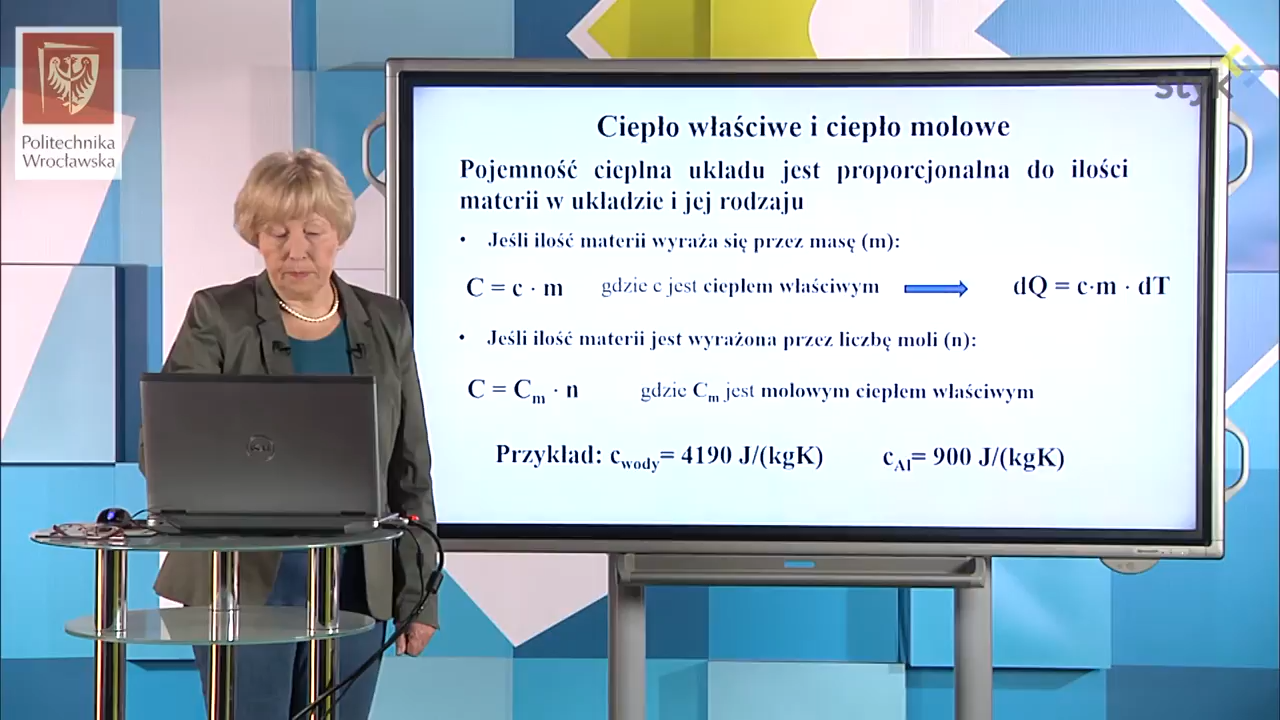 Politechnika
Wrocławska
styk
Ciepło właściwe i ciepło molowe
Pojemność cieplna układu jest proporcjonalna do ilości
materii w układzie i jej rodzaju
• Jeśli ilość materii wyraża się przez masę (m):
C = c · m gdzie c jest ciepłem właściwym dQ = c·m · dT
• Jeśli ilość materii jest wyrażona przez liczbę moli (n):
C = Cm · n gdzie Cm jest molowym ciepłem właściwym
Przykład: cwody= 4190 J/(kgK) cAl= 900 J/(kgK)
DELL